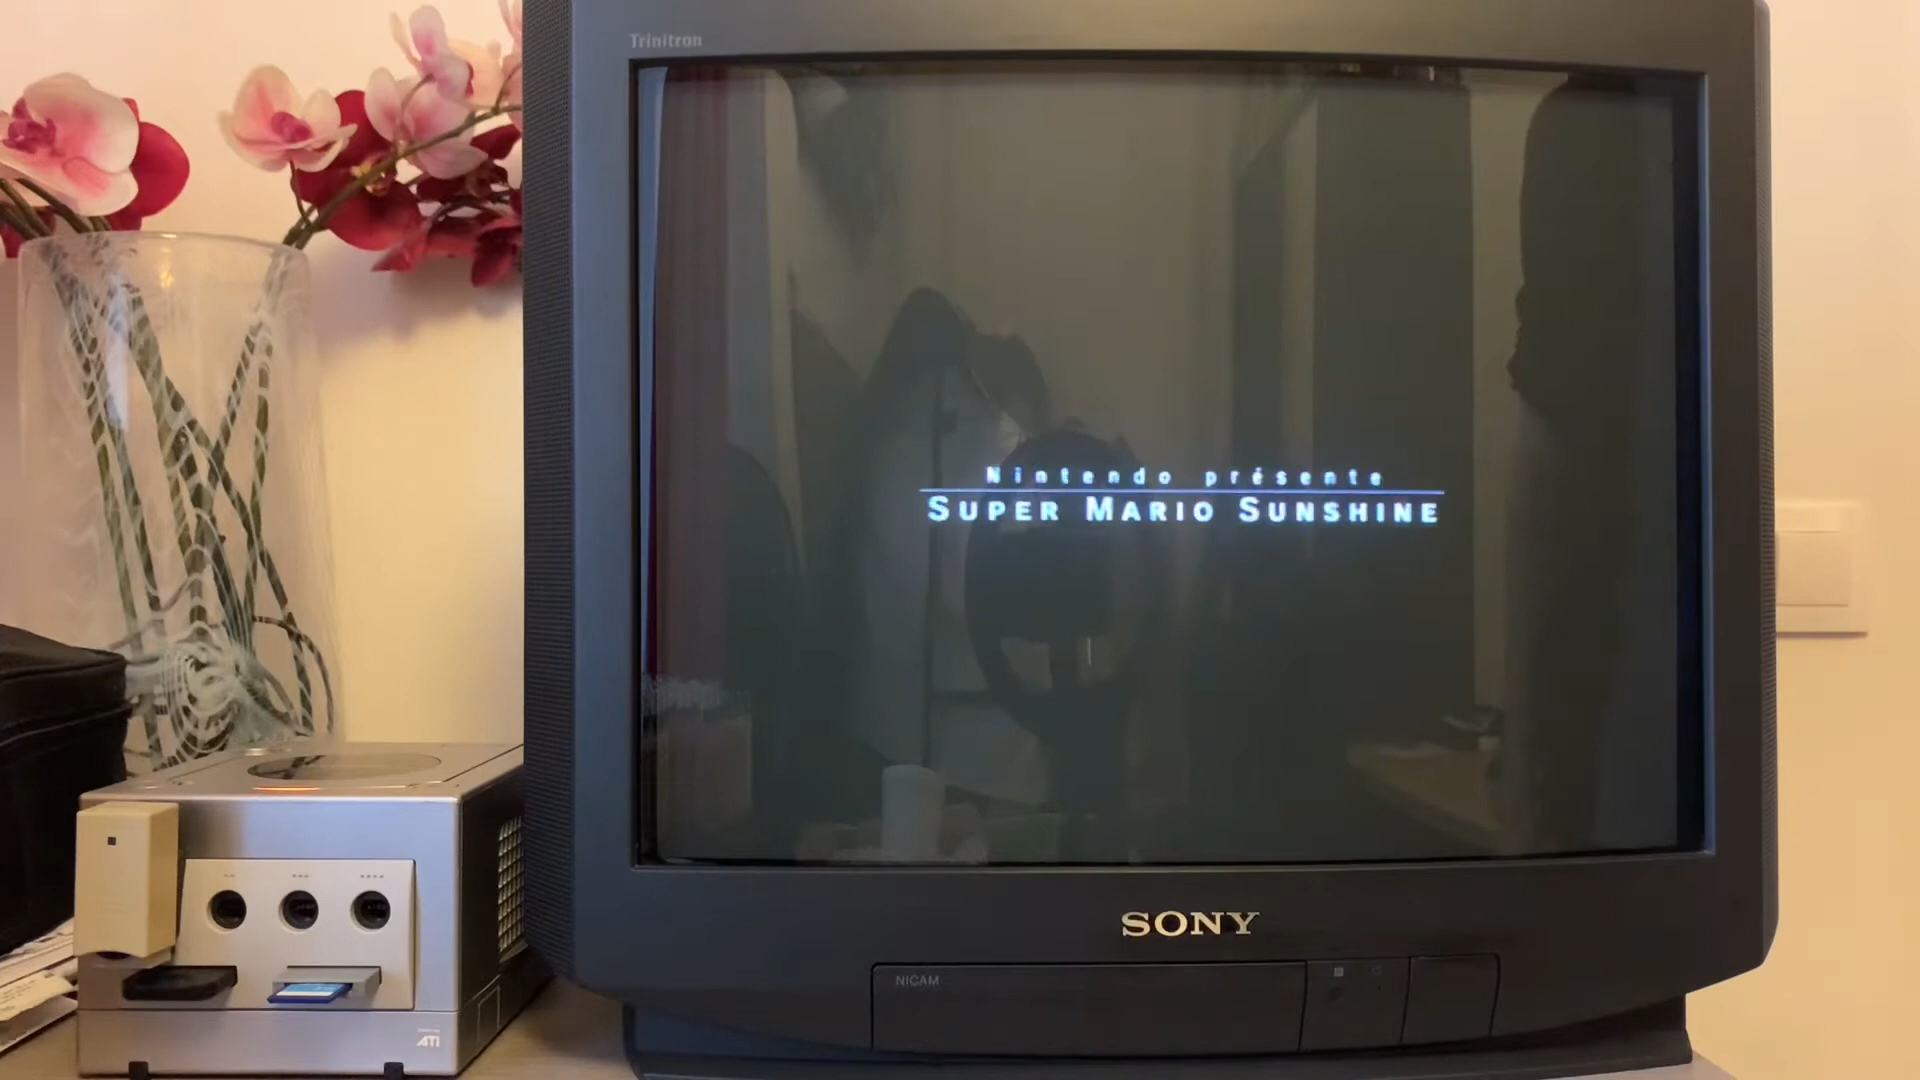 Trinitron
Nintendo présente
SUPER MARIO SUNSHINE
SONY
NICAM
ATi